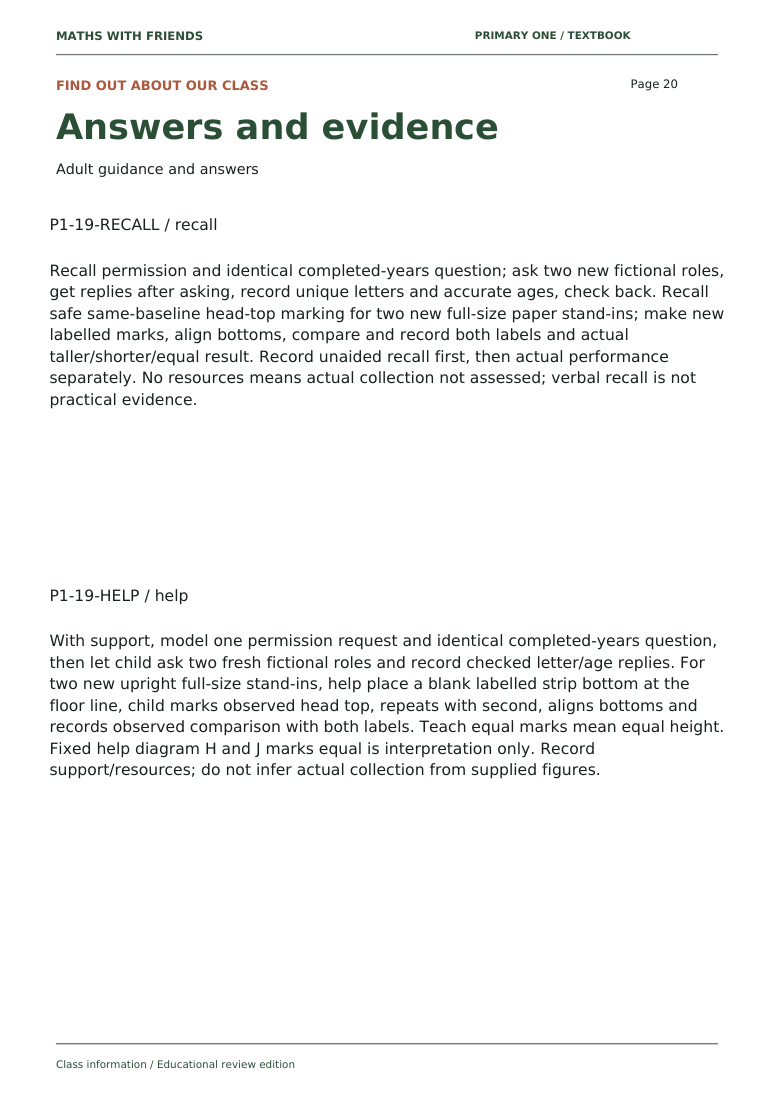 MATHS WITH FRIENDS
PRIMARY ONE / TEXTBOOK
FIND OUT ABOUT OUR CLASS
Page 20
Answers and evidence
Adult guidance and answers
P1-19-RECALL / recall
Recall permission and identical completed-years question; ask two new fictional roles,
get replies after asking, record unique letters and accurate ages, check back. Recall
safe same-baseline head-top marking for two new full-size paper stand-ins; make new
labelled marks, align bottoms, compare and record both labels and actual
taller/shorter/equal result. Record unaided recall first, then actual performance
separately. No resources means actual collection not assessed; verbal recall is not
practical evidence.
P1-19-HELP / help
With support, model one permission request and identical completed-years question,
then let child ask two fresh fictional roles and record checked letter/age replies. For
two new upright full-size stand-ins, help place a blank labelled strip bottom at the
floor line, child marks observed head top, repeats with second, aligns bottoms and
records observed comparison with both labels. Teach equal marks mean equal height.
Fixed help diagram H and J marks equal is interpretation only. Record
support/resources; do not infer actual collection from supplied figures.
Class information / Educational review edition